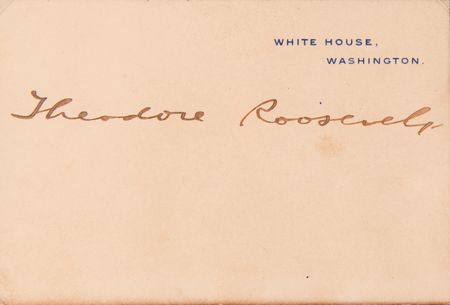 WHITE HOUSE,
WASHINGTON.
Theodore Roosevelt